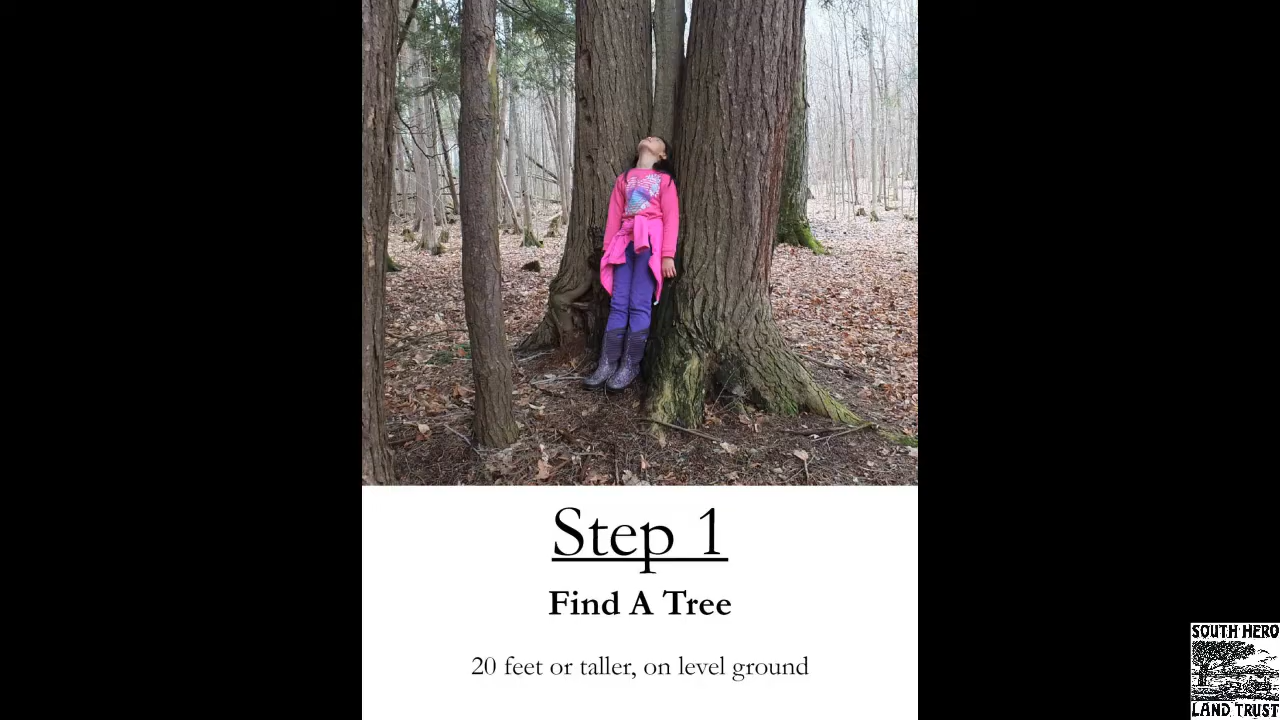 Step 1
Find A Tree
20 feet or taller, on level ground
SOUTH HERO
LAND TRUST